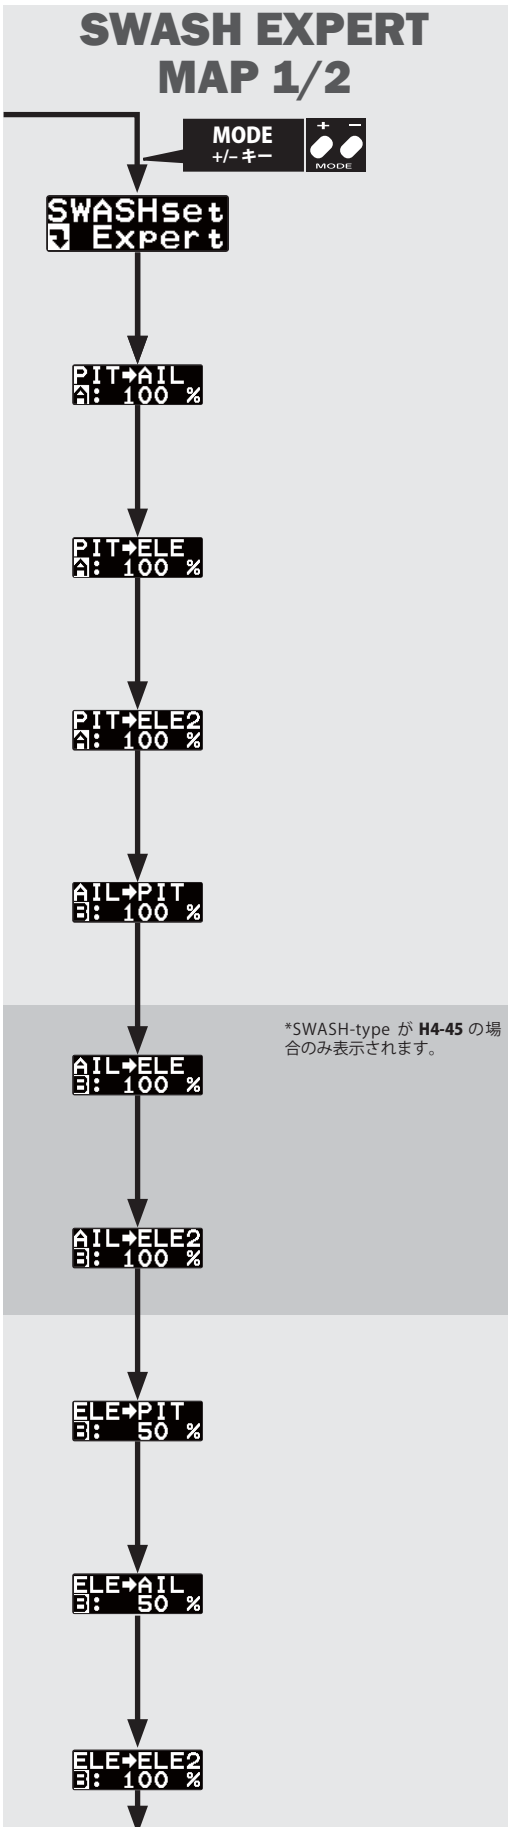 SWASH EXPERT
MAP 1/2
MODE
+/– キー
+ −
MODE
SWASHset
Expert
PIT➡AIL
A: 100 %
PIT➡ELE
A: 100 %
PIT➡ELE2
A: 100 %
AIL➡PIT
B: 100 %
*SWASH-type が H4-45 の場
合のみ表示されます。
AIL➡ELE
B: 100 %
AIL➡ELE2
B: 100 %
ELE➡PIT
B: 50 %
ELE➡AIL
B: 50 %
ELE➡ELE2
B: 100 %